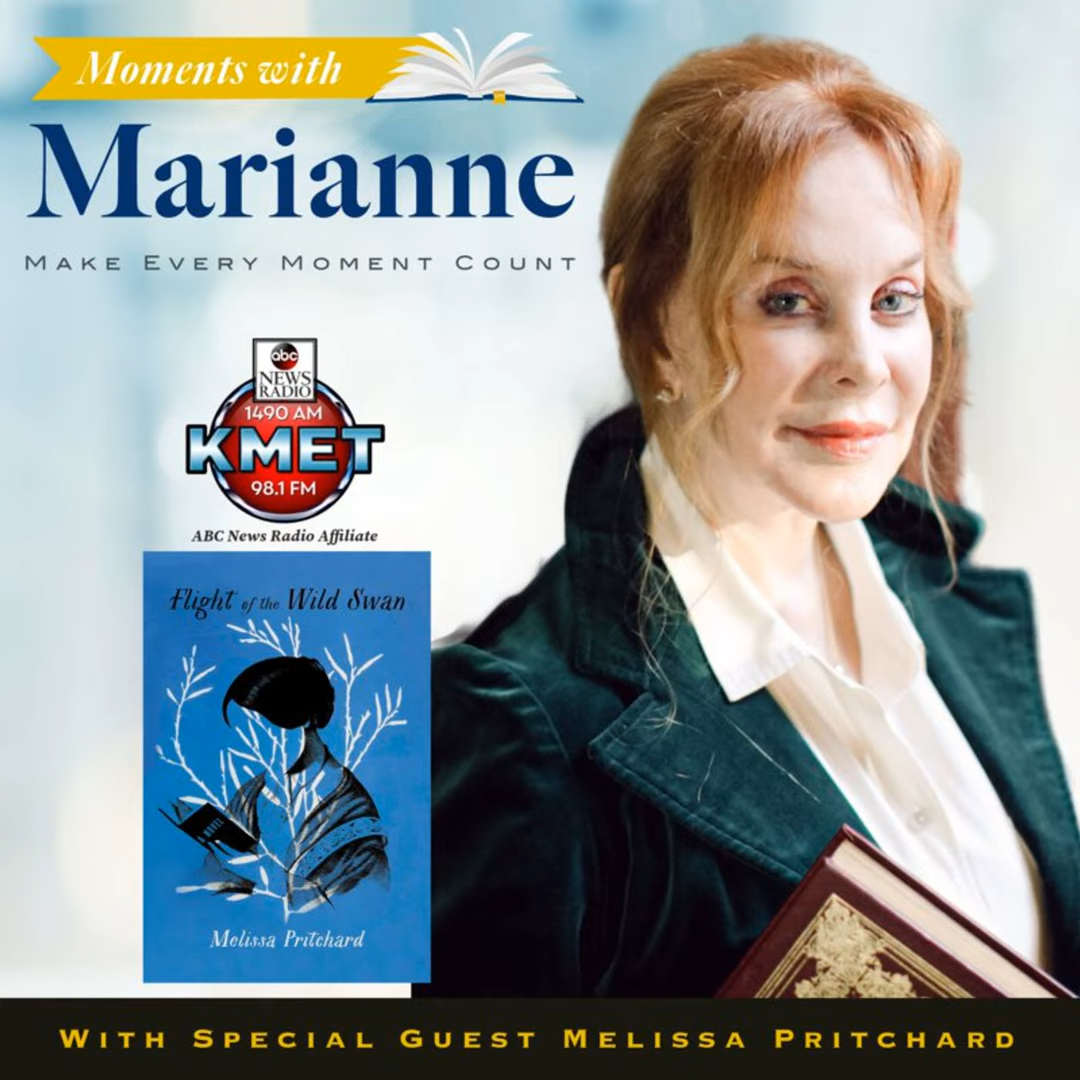 Moments with
Marianne
MAKE EVERY MOMENT COUNT
abc
NEWS
RADIO
1490 AM
KMET
98.1 FM
ABC News Radio Affiliate
Flight of the Wild Swan
A NOVEL
Melissa Pritchard
WITH SPECIAL GUEST MELISSA PRITCHARD